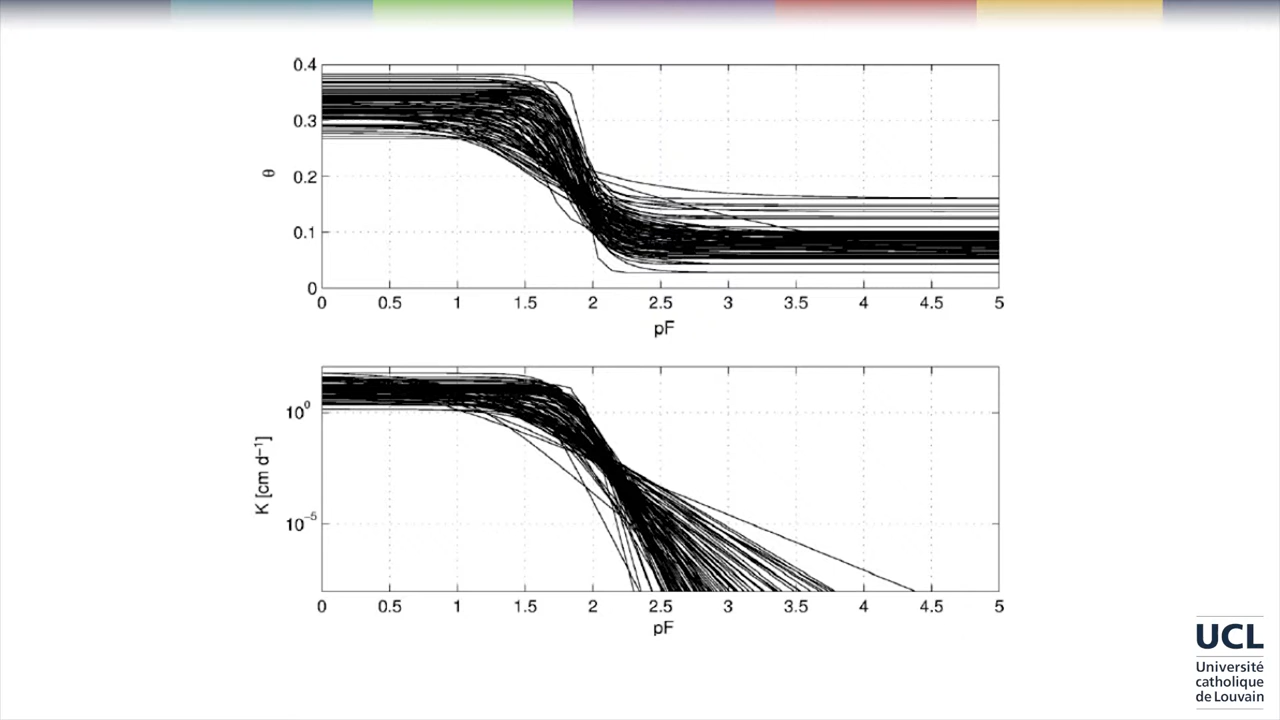 0.4
0.3
0.2
0.1
0
θ
0 0.5 1 1.5 2 2.5 3 3.5 4 4.5 5
pF
10⁰
10⁻⁵
K [cm d⁻¹]
0 0.5 1 1.5 2 2.5 3 3.5 4 4.5 5
pF
UCL
Université
catholique
de Louvain